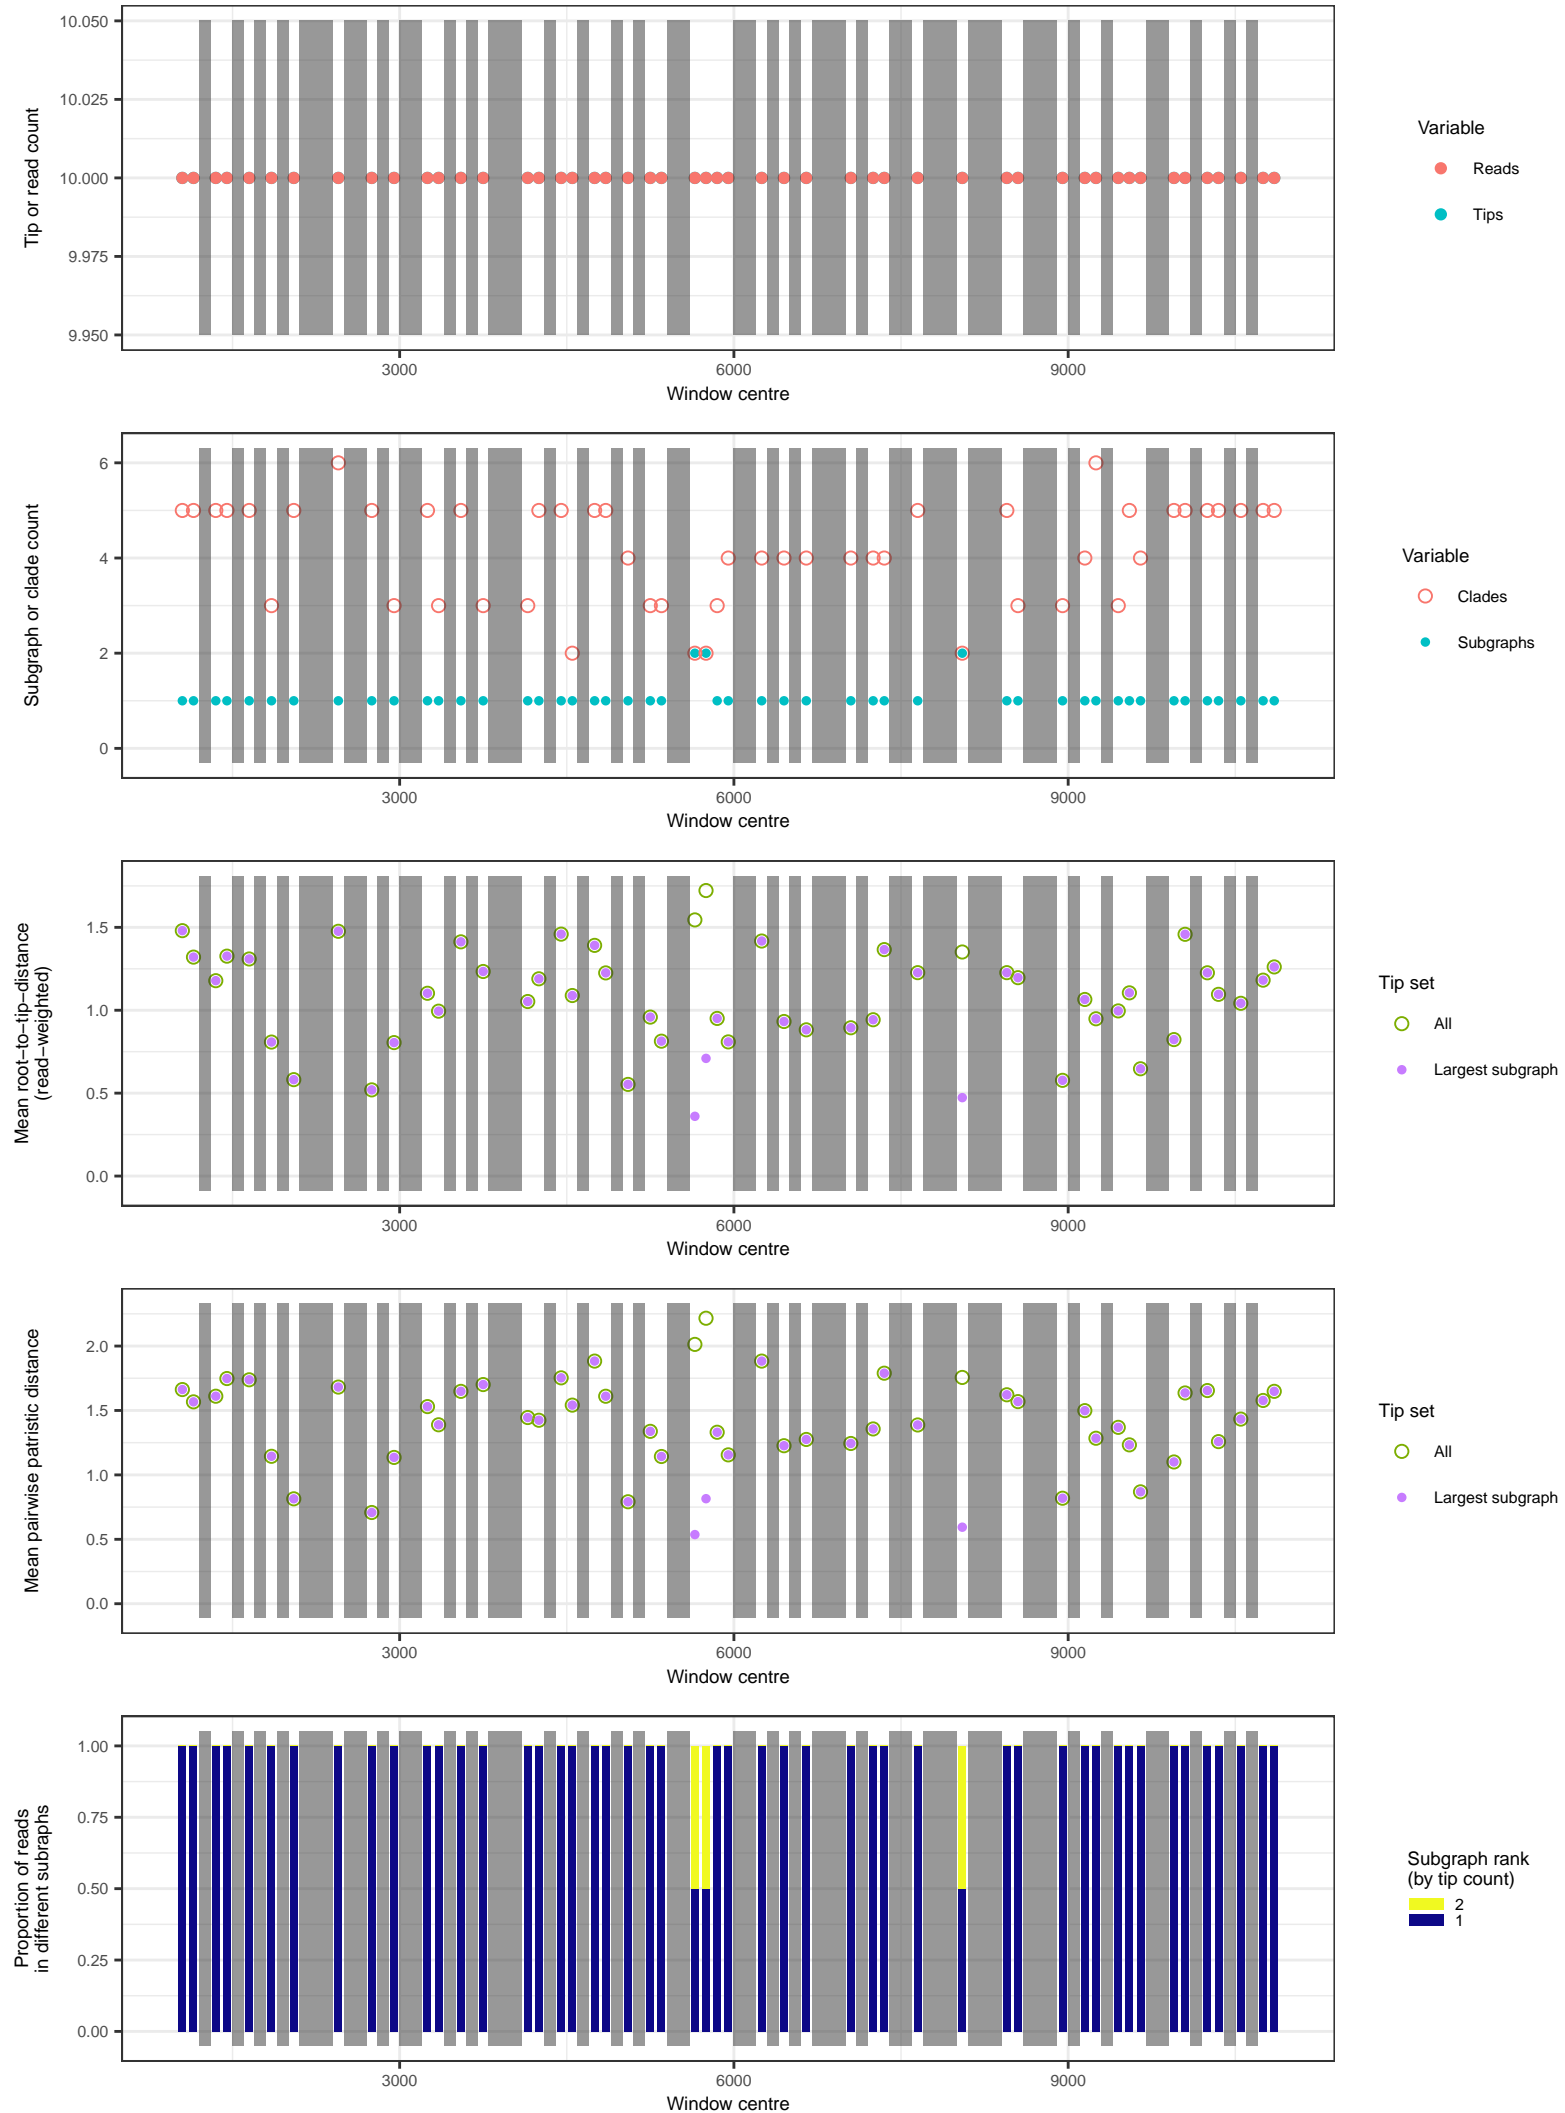 10.050
10.025
10.000
9.975
9.950
Tip or read count
3000
6000
9000
Window centre
Variable
Reads
Tips
6
4
2
0
Subgraph or clade count
3000
6000
9000
Window centre
Variable
Clades
Subgraphs
1.5
1.0
0.5
0.0
Mean root−to−tip−distance
(read−weighted)
3000
6000
9000
Window centre
Tip set
All
Largest subgraph
2.0
1.5
1.0
0.5
0.0
Mean pairwise patristic distance
3000
6000
9000
Window centre
Tip set
All
Largest subgraph
1.00
0.75
0.50
0.25
0.00
Proportion of reads
in different subraphs
3000
6000
9000
Window centre
Subgraph rank
(by tip count)
2
1